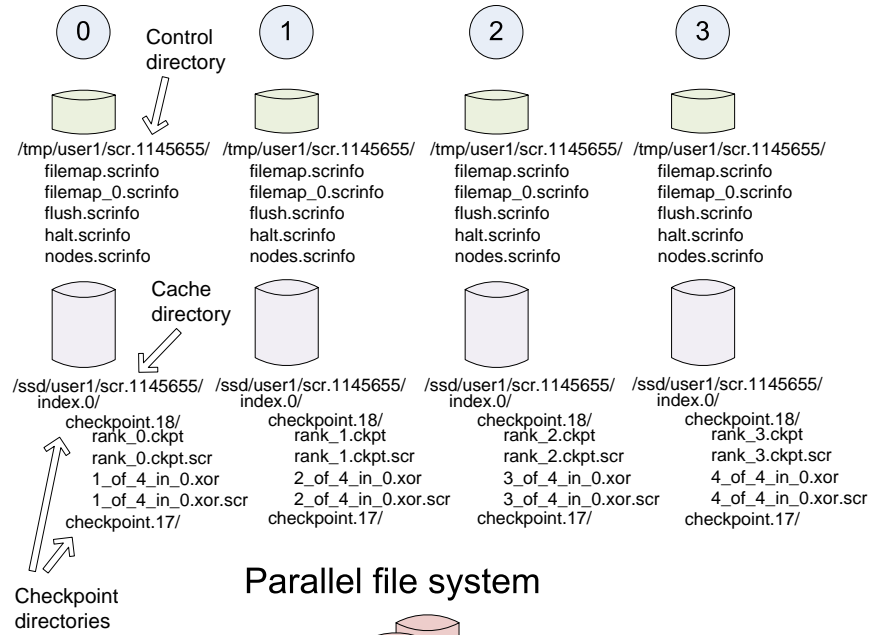 0 1 2 3
Control
directory
/tmp/user1/scr.1145655/ /tmp/user1/scr.1145655/ /tmp/user1/scr.1145655/ /tmp/user1/scr.1145655/
filemap.scrinfo filemap.scrinfo filemap.scrinfo filemap.scrinfo
filemap_0.scrinfo filemap_0.scrinfo filemap_0.scrinfo filemap_0.scrinfo
flush.scrinfo flush.scrinfo flush.scrinfo flush.scrinfo
halt.scrinfo halt.scrinfo halt.scrinfo halt.scrinfo
nodes.scrinfo nodes.scrinfo nodes.scrinfo nodes.scrinfo
Cache
directory
/ssd/user1/scr.1145655/ /ssd/user1/scr.1145655/ /ssd/user1/scr.1145655/ /ssd/user1/scr.1145655/
index.0/ index.0/ index.0/ index.0/
checkpoint.18/ checkpoint.18/ checkpoint.18/ checkpoint.18/
rank_0.ckpt rank_1.ckpt rank_2.ckpt rank_3.ckpt
rank_0.ckpt.scr rank_1.ckpt.scr rank_2.ckpt.scr rank_3.ckpt.scr
1_of_4_in_0.xor 2_of_4_in_0.xor 3_of_4_in_0.xor 4_of_4_in_0.xor
1_of_4_in_0.xor.scr 2_of_4_in_0.xor.scr 3_of_4_in_0.xor.scr 4_of_4_in_0.xor.scr
checkpoint.17/ checkpoint.17/ checkpoint.17/ checkpoint.17/
Checkpoint
directories
Parallel file system